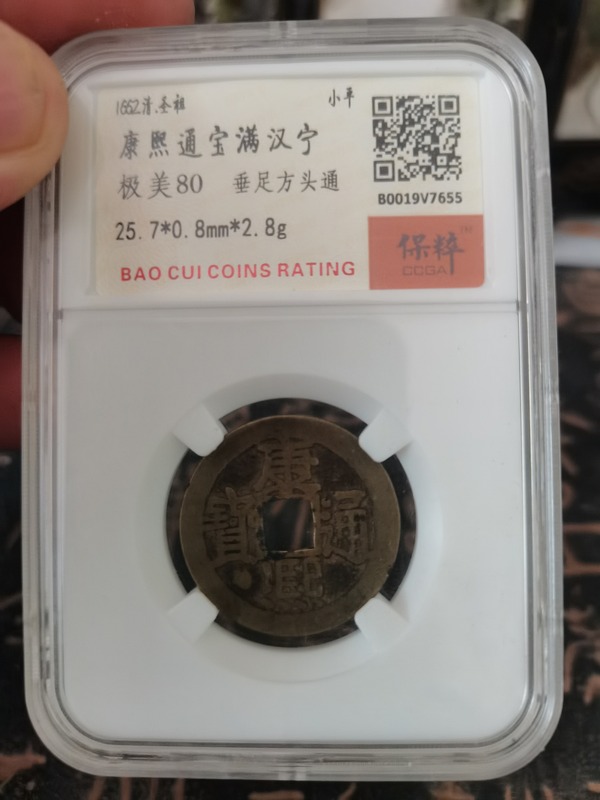 1662清.圣祖
小平
康熙通宝满汉宁
极美80 垂足方头通
25.7*0.8mm*2.8g
BAO CUI COINS RATING
B0019V7655
保粹™
CCGA
康熙通寶